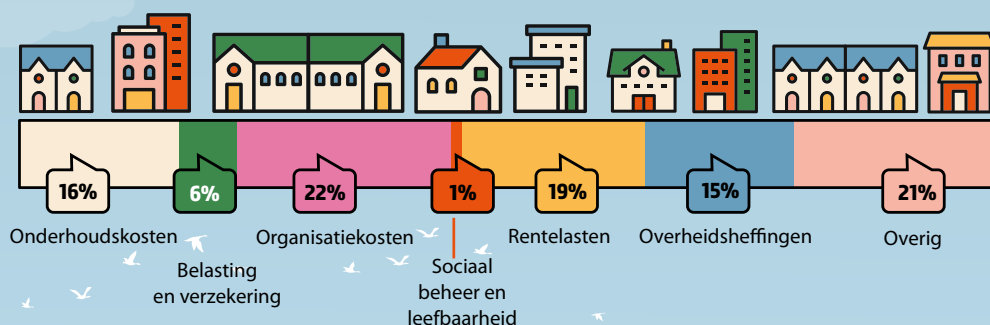 16%
6%
22%
1%
19%
15%
21%
Onderhoudskosten
Belasting
en verzekering
Organisatiekosten
Sociaal
beheer en
leefbaarheid
Rentelasten
Overheidsheffingen
Overig